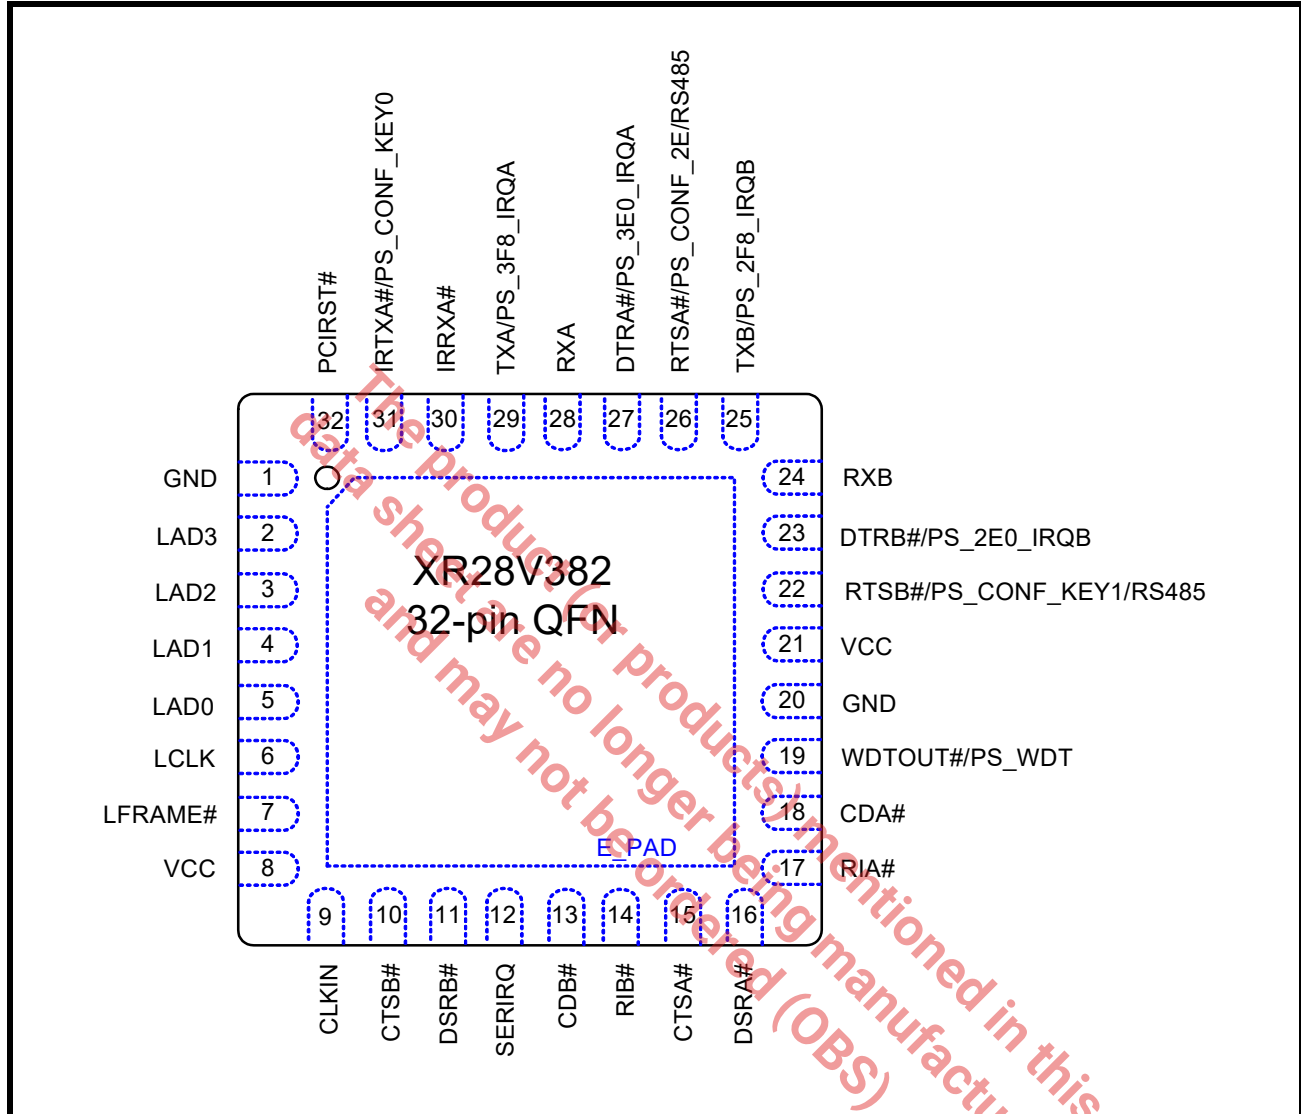 PCIRST#
IRTXA#/PS_CONF_KEY0
IRRXA#
TXA/PS_3F8_IRQA
RXA
DTRA#/PS_3E0_IRQA
RTSA#/PS_CONF_2E/RS485
TXB/PS_2F8_IRQB
32 31 30 29 28 27 26 25
GND 1
LAD3 2
LAD2 3
LAD1 4
LAD0 5
LCLK 6
LFRAME# 7
VCC 8
XR28V382
32-pin QFN
E_PAD
24 RXB
23 DTRB#/PS_2E0_IRQB
22 RTSB#/PS_CONF_KEY1/RS485
21 VCC
20 GND
19 WDTOUT#/PS_WDT
18 CDA#
17 RIA#
9 10 11 12 13 14 15 16
CLKIN
CTSB#
DSRB#
SERIRQ
CDB#
RIB#
CTSA#
DSRA#
The product (or products) mentioned in this
data sheet are no longer being manufactu
and may not be ordered (OBS)